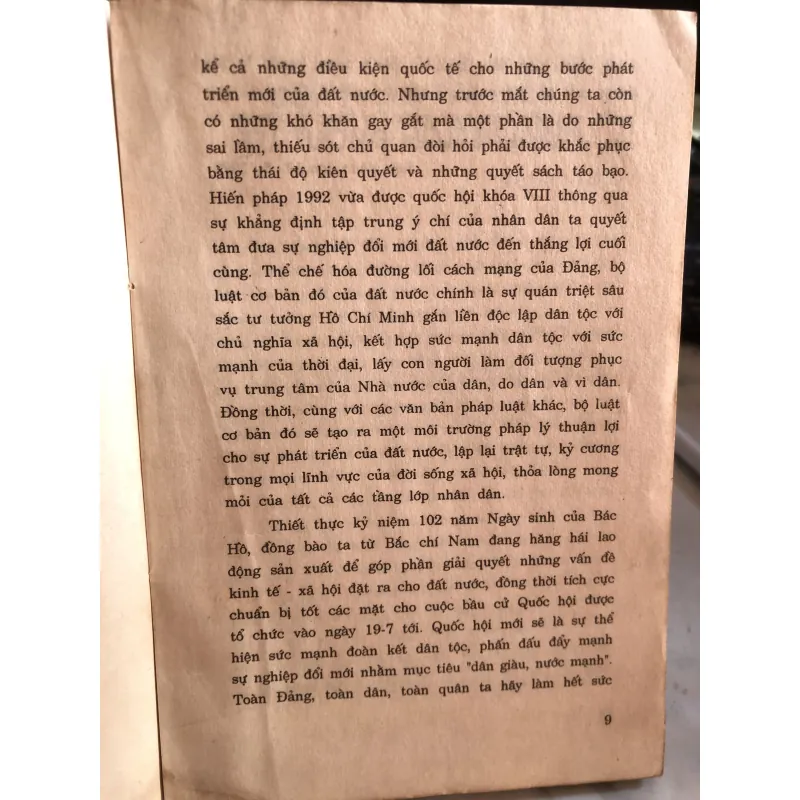 kể cả những điều kiện quốc tế cho những bước phát
triển mới của đất nước. Nhưng trước mắt chúng ta còn
có những khó khăn gay gắt mà một phần là do những
sai lầm, thiếu sót chủ quan đòi hỏi phải được khắc phục
bằng thái độ kiên quyết và những quyết sách táo bạo.
Hiến pháp 1992 vừa được quốc hội khóa VIII thông qua
sự khẳng định tập trung ý chí của nhân dân ta quyết
tâm đưa sự nghiệp đổi mới đất nước đến thắng lợi cuối
cùng. Thể chế hóa đường lối cách mạng của Đảng, bộ
luật cơ bản đó của đất nước chính là sự quán triệt sâu
sắc tư tưởng Hồ Chí Minh gắn liền độc lập dân tộc với
chủ nghĩa xã hội, kết hợp sức mạnh dân tộc với sức
mạnh của thời đại, lấy con người làm đối tượng phục
vụ trung tâm của Nhà nước của dân, do dân và vì dân.
Đồng thời, cùng với các văn bản pháp luật khác, bộ luật
cơ bản đó sẽ tạo ra một môi trường pháp lý thuận lợi
cho sự phát triển của đất nước, lập lại trật tự, kỷ cương
trong mọi lĩnh vực của đời sống xã hội, thỏa lòng mong
mỏi của tất cả các tầng lớp nhân dân.
Thiết thực kỷ niệm 102 năm Ngày sinh của Bác
Hồ, đồng bào ta từ Bắc chí Nam đang hăng hái lao
động sản xuất để góp phần giải quyết những vấn đề
kinh tế - xã hội đặt ra cho đất nước, đồng thời tích cực
chuẩn bị tốt các mặt cho cuộc bầu cử Quốc hội được
tổ chức vào ngày 19-7 tới. Quốc hội mới sẽ là sự thể
hiện sức mạnh đoàn kết dân tộc, phấn đấu đẩy mạnh
sự nghiệp đổi mới nhằm mục tiêu "dân giàu, nước mạnh".
Toàn Đảng, toàn dân, toàn quân ta hãy làm hết sức
9